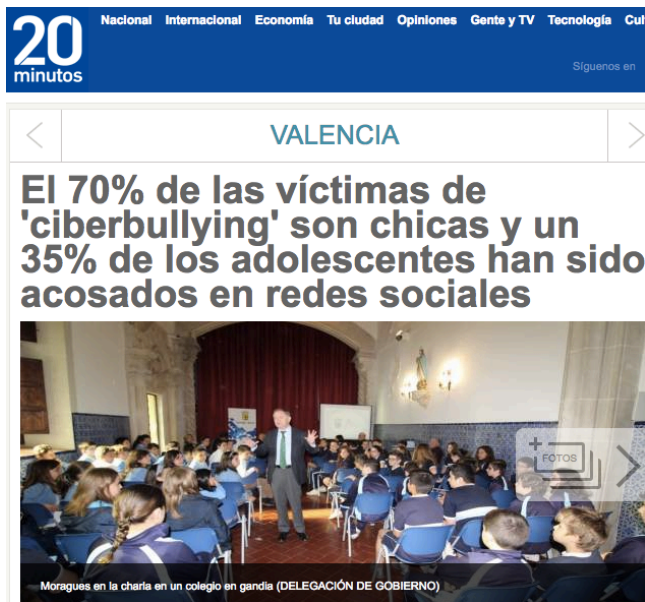 20
minutos
Nacional Internacional Economía Tu ciudad Opiniones Gente y TV Tecnología Cul
Síguenos en
VALENCIA
El 70% de las víctimas de
'ciberbullying' son chicas y un
35% de los adolescentes han sido
acosados en redes sociales
FOTOS
Moragues en la charla en un colegio en gandia (DELEGACIÓN DE GOBIERNO)